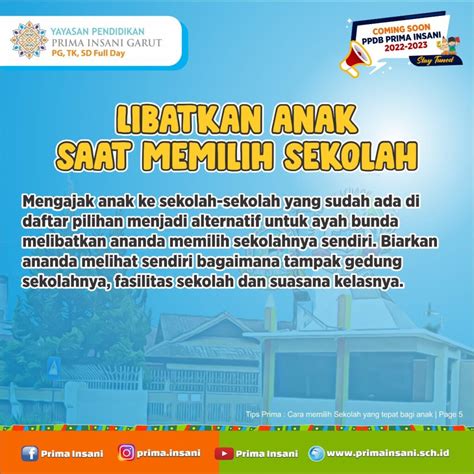 YAYASAN PENDIDIKAN
PRIMA INSANI GARUT
PG, TK, SD Full Day
COMING SOON
PPDB PRIMA INSANI
2022-2023
Stay Tuned
LIBATKAN ANAK
SAAT MEMILIH SEKOLAH
Mengajak anak ke sekolah-sekolah yang sudah ada di
daftar pilihan menjadi alternatif untuk ayah bunda
melibatkan ananda memilih sekolahnya sendiri. Biarkan
ananda melihat sendiri bagaimana tampak gedung
sekolahnya, fasilitas sekolah dan suasana kelasnya.
Tips Prima : Cara memilih Sekolah yang tepat bagi anak | Page 5
Prima Insani
prima.insani
Prima Insani
www.primainsani.sch.id